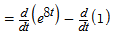 = d/dt (e^{8t}) - d/dt (1)